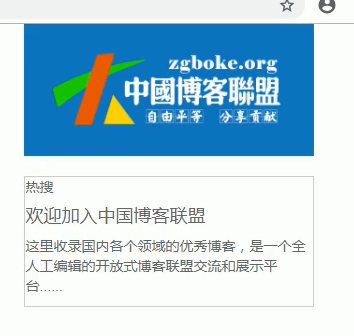 zgboke.org
中國博客聯盟
自由平等 分享貢献
热搜
欢迎加入中国博客联盟
这里收录国内各个领域的优秀博客，是一个全
人工编辑的开放式博客联盟交流和展示平
台......